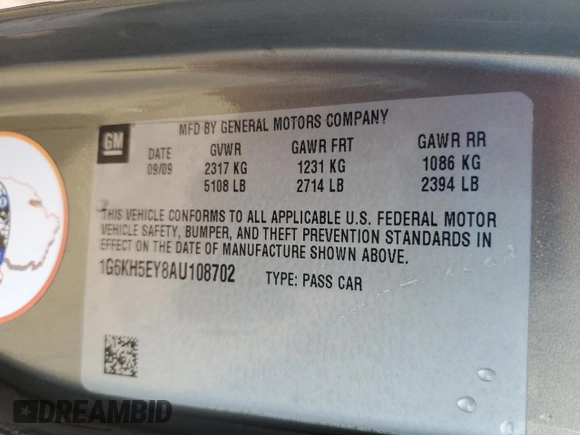 GM
MFD BY GENERAL MOTORS COMPANY
DATE GVWR GAWR FRT GAWR RR
09/09 2317 KG 1231 KG 1086 KG
5108 LB 2714 LB 2394 LB
THIS VEHICLE CONFORMS TO ALL APPLICABLE U.S. FEDERAL MOTOR
VEHICLE SAFETY, BUMPER, AND THEFT PREVENTION STANDARDS IN
EFFECT ON THE DATE OF MANUFACTURE SHOWN ABOVE.
1G6KH5EY8AU108702 TYPE: PASS CAR
DREAMBID